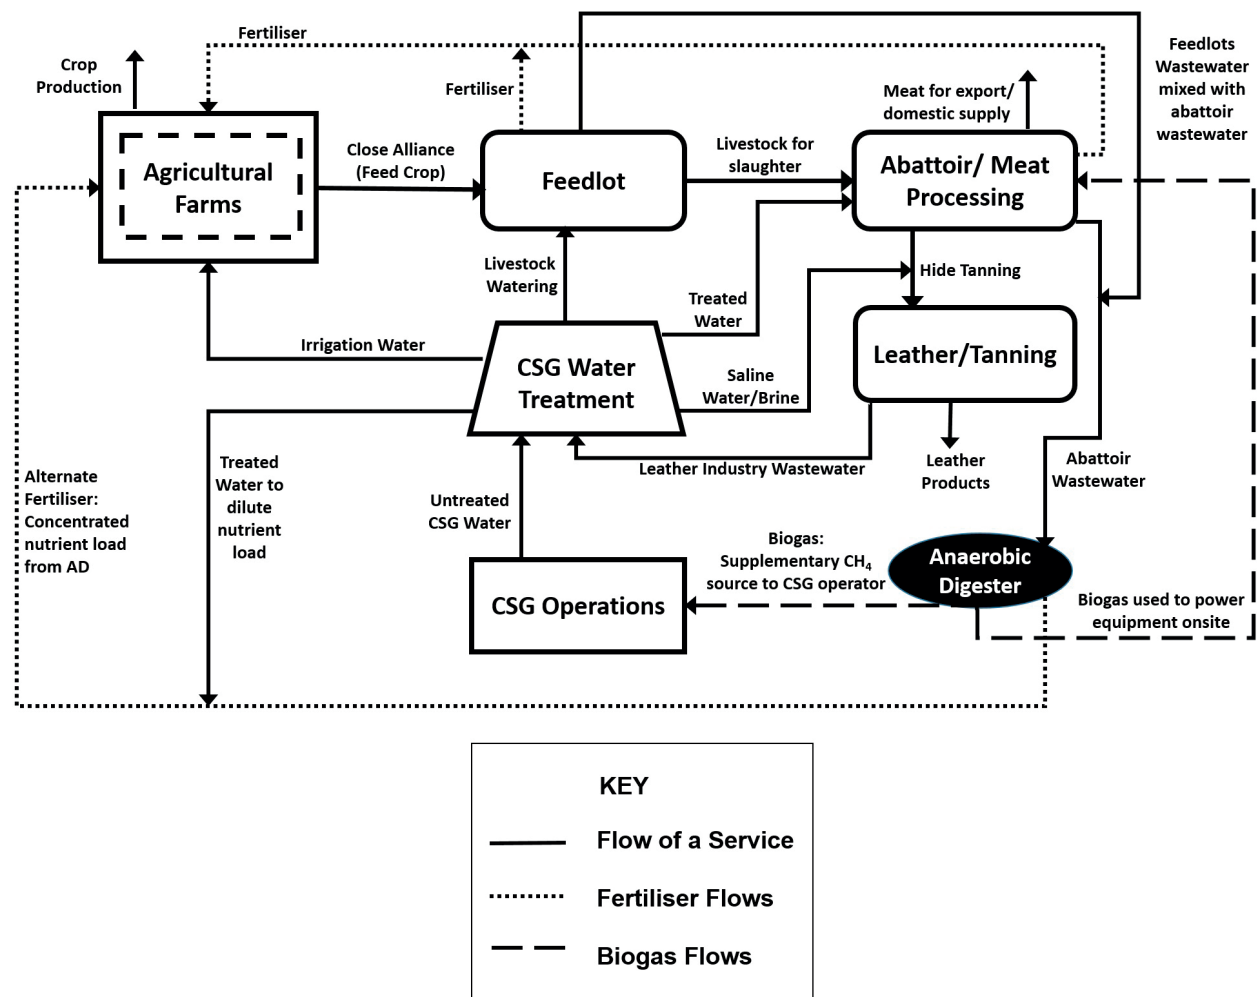 Fertiliser
Crop
Production
Fertiliser
Meat for export/
domestic supply
Feedlots
Wastewater
mixed with
abattoir
wastewater
Agricultural
Farms
Close Alliance
(Feed Crop)
Feedlot
Livestock for
slaughter
Abattoir/ Meat
Processing
Livestock
Watering
Treated
Water
Hide Tanning
Irrigation Water
CSG Water
Treatment
Saline
Water/Brine
Leather/Tanning
Leather Industry Wastewater
Leather
Products
Abattoir
Wastewater
Alternate
Fertiliser:
Concentrated
nutrient load
from AD
Treated
Water to
dilute
nutrient
load
Untreated
CSG Water
Biogas:
Supplementary CH₄
source to CSG operator
Anaerobic
Digester
CSG Operations
Biogas used to power
equipment onsite
KEY
Flow of a Service
Fertiliser Flows
Biogas Flows